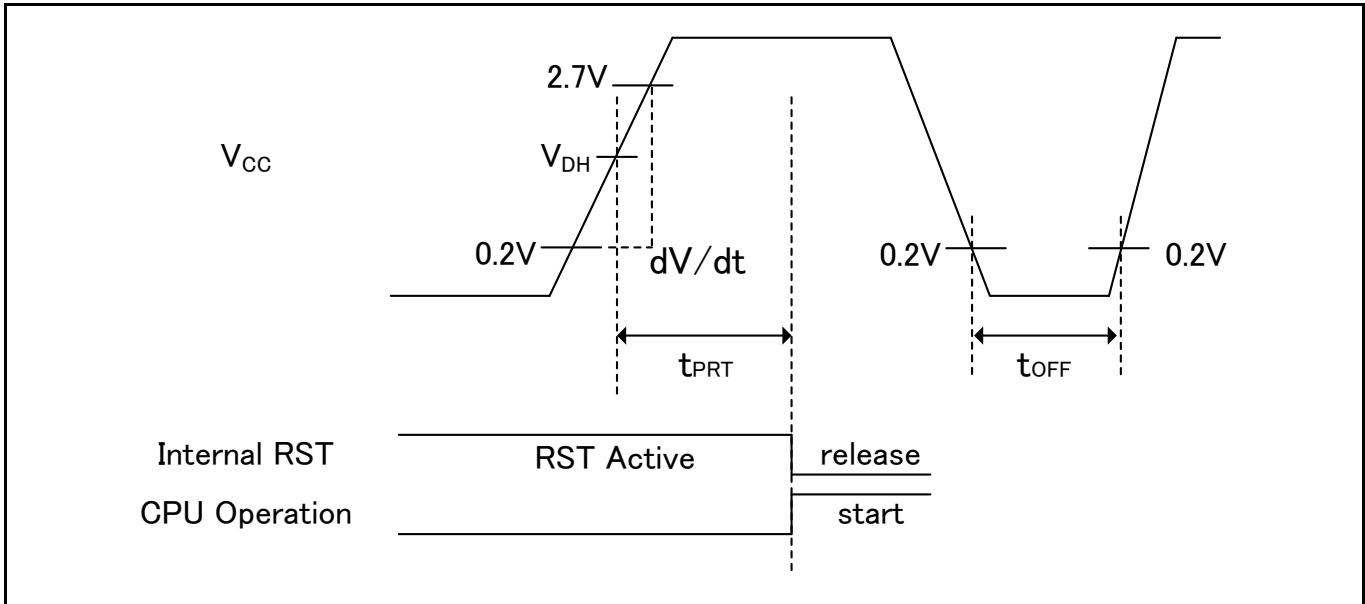 2.7V
VCC
VDH
0.2V
dV/dt
0.2V
0.2V
tPRT
tOFF
Internal RST
RST Active
release
CPU Operation
start